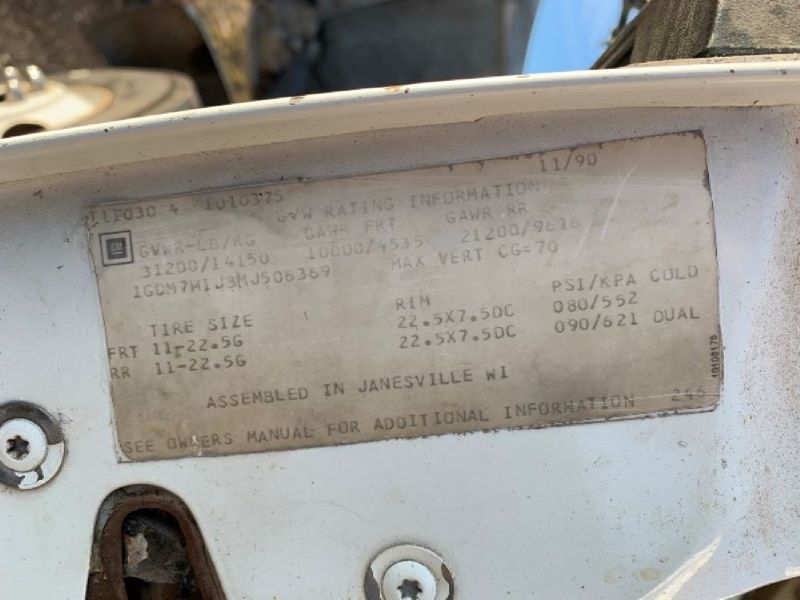 11/90
1010375
GVW RATING INFORMATION
GM GVWR-LB/KG GAWR FRT GAWR RR
31200/14150 10000/4535 21200/9616
1GDM7H1J3MJ506369 MAX VERT CG=70
TIRE SIZE RIM PSI/KPA COLD
FRT 11-22.5G 22.5X7.5DC 080/552
RR 11-22.5G 22.5X7.5DC 090/621 DUAL
10108175
ASSEMBLED IN JANESVILLE WI
SEE OWNERS MANUAL FOR ADDITIONAL INFORMATION